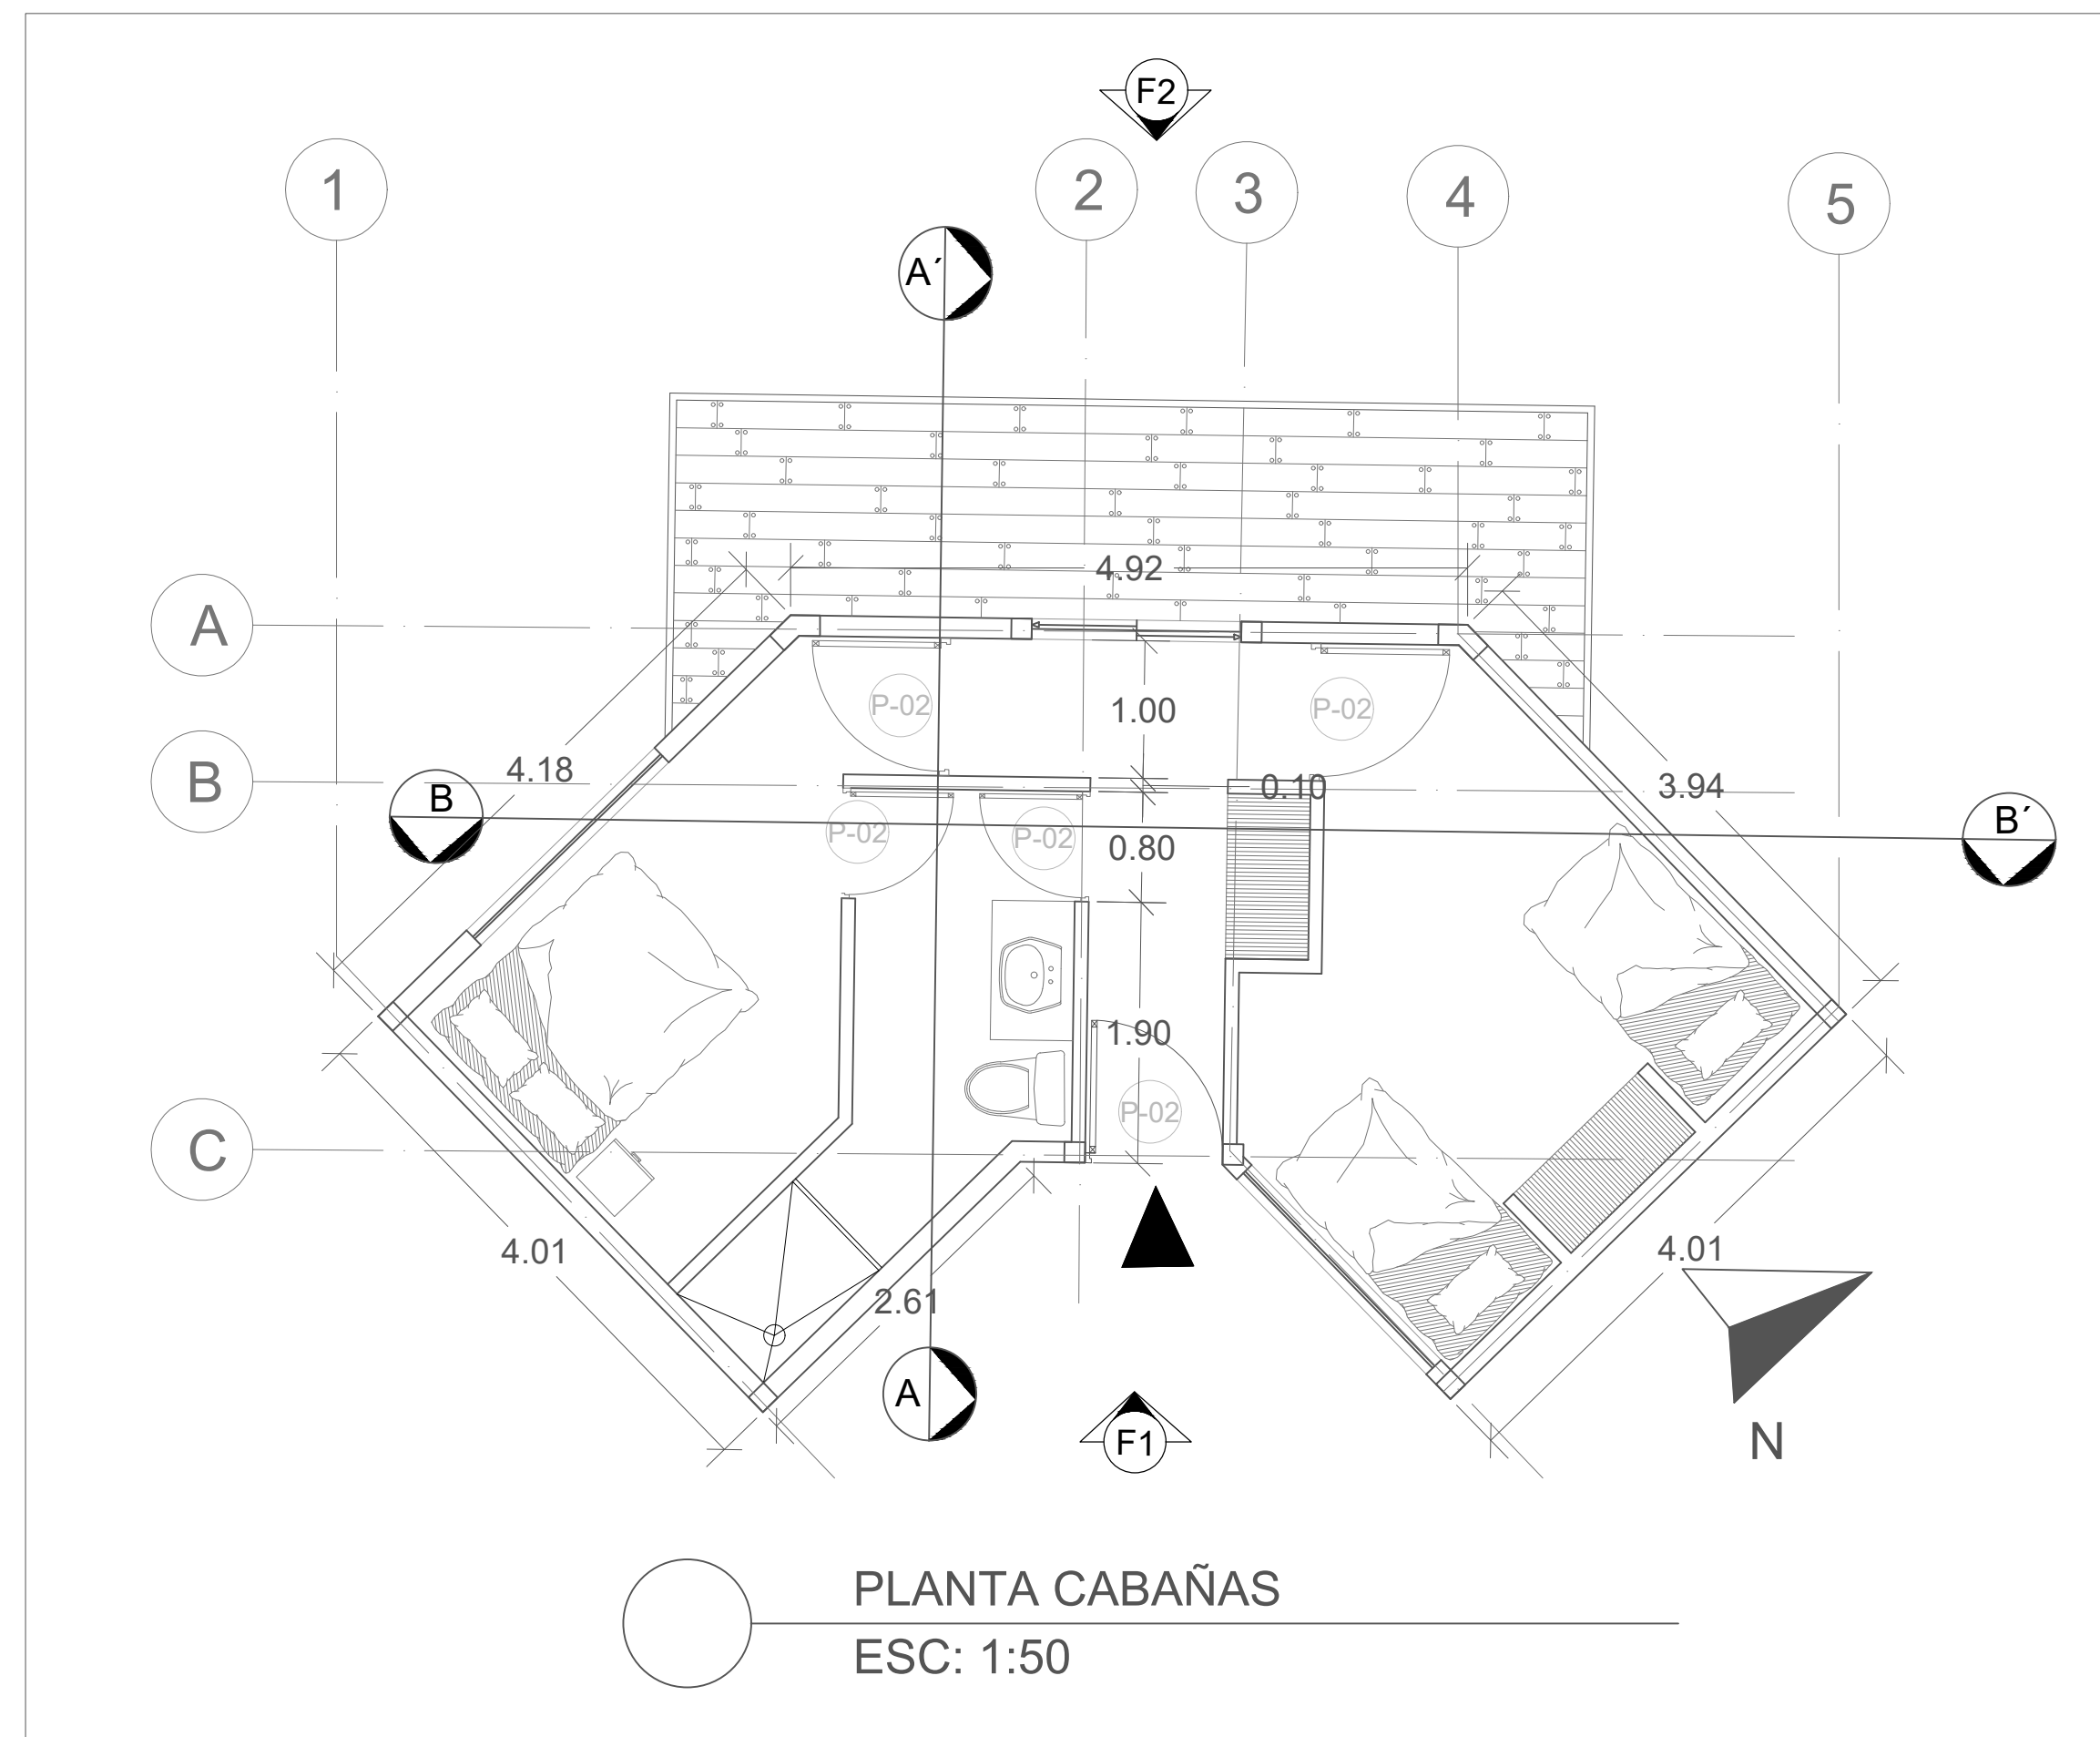 F2
1
2
3
4
5
A´
4.92
A
P-02
P-02
1.00
B
4.18
0.10
3.94
B
B´
P-02
P-02
0.80
1.90
P-02
C
4.01
4.01
2.61
A
F1
N
PLANTA CABAÑAS
ESC: 1:50